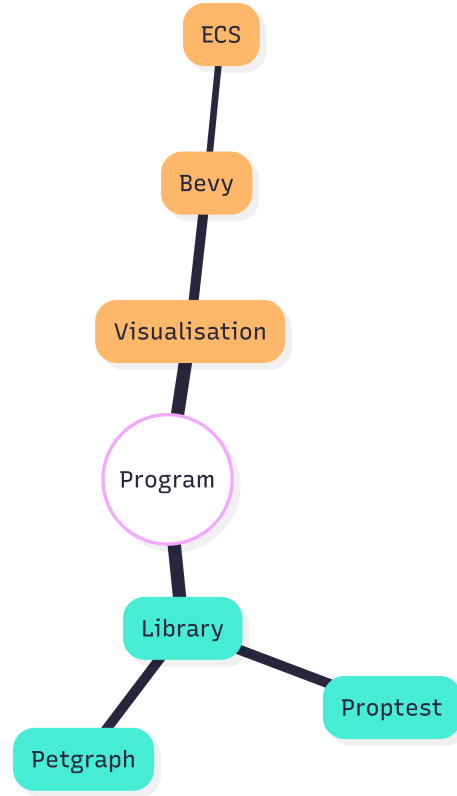 ECS
Bevy
Visualisation
Program
Library
Proptest
Petgraph